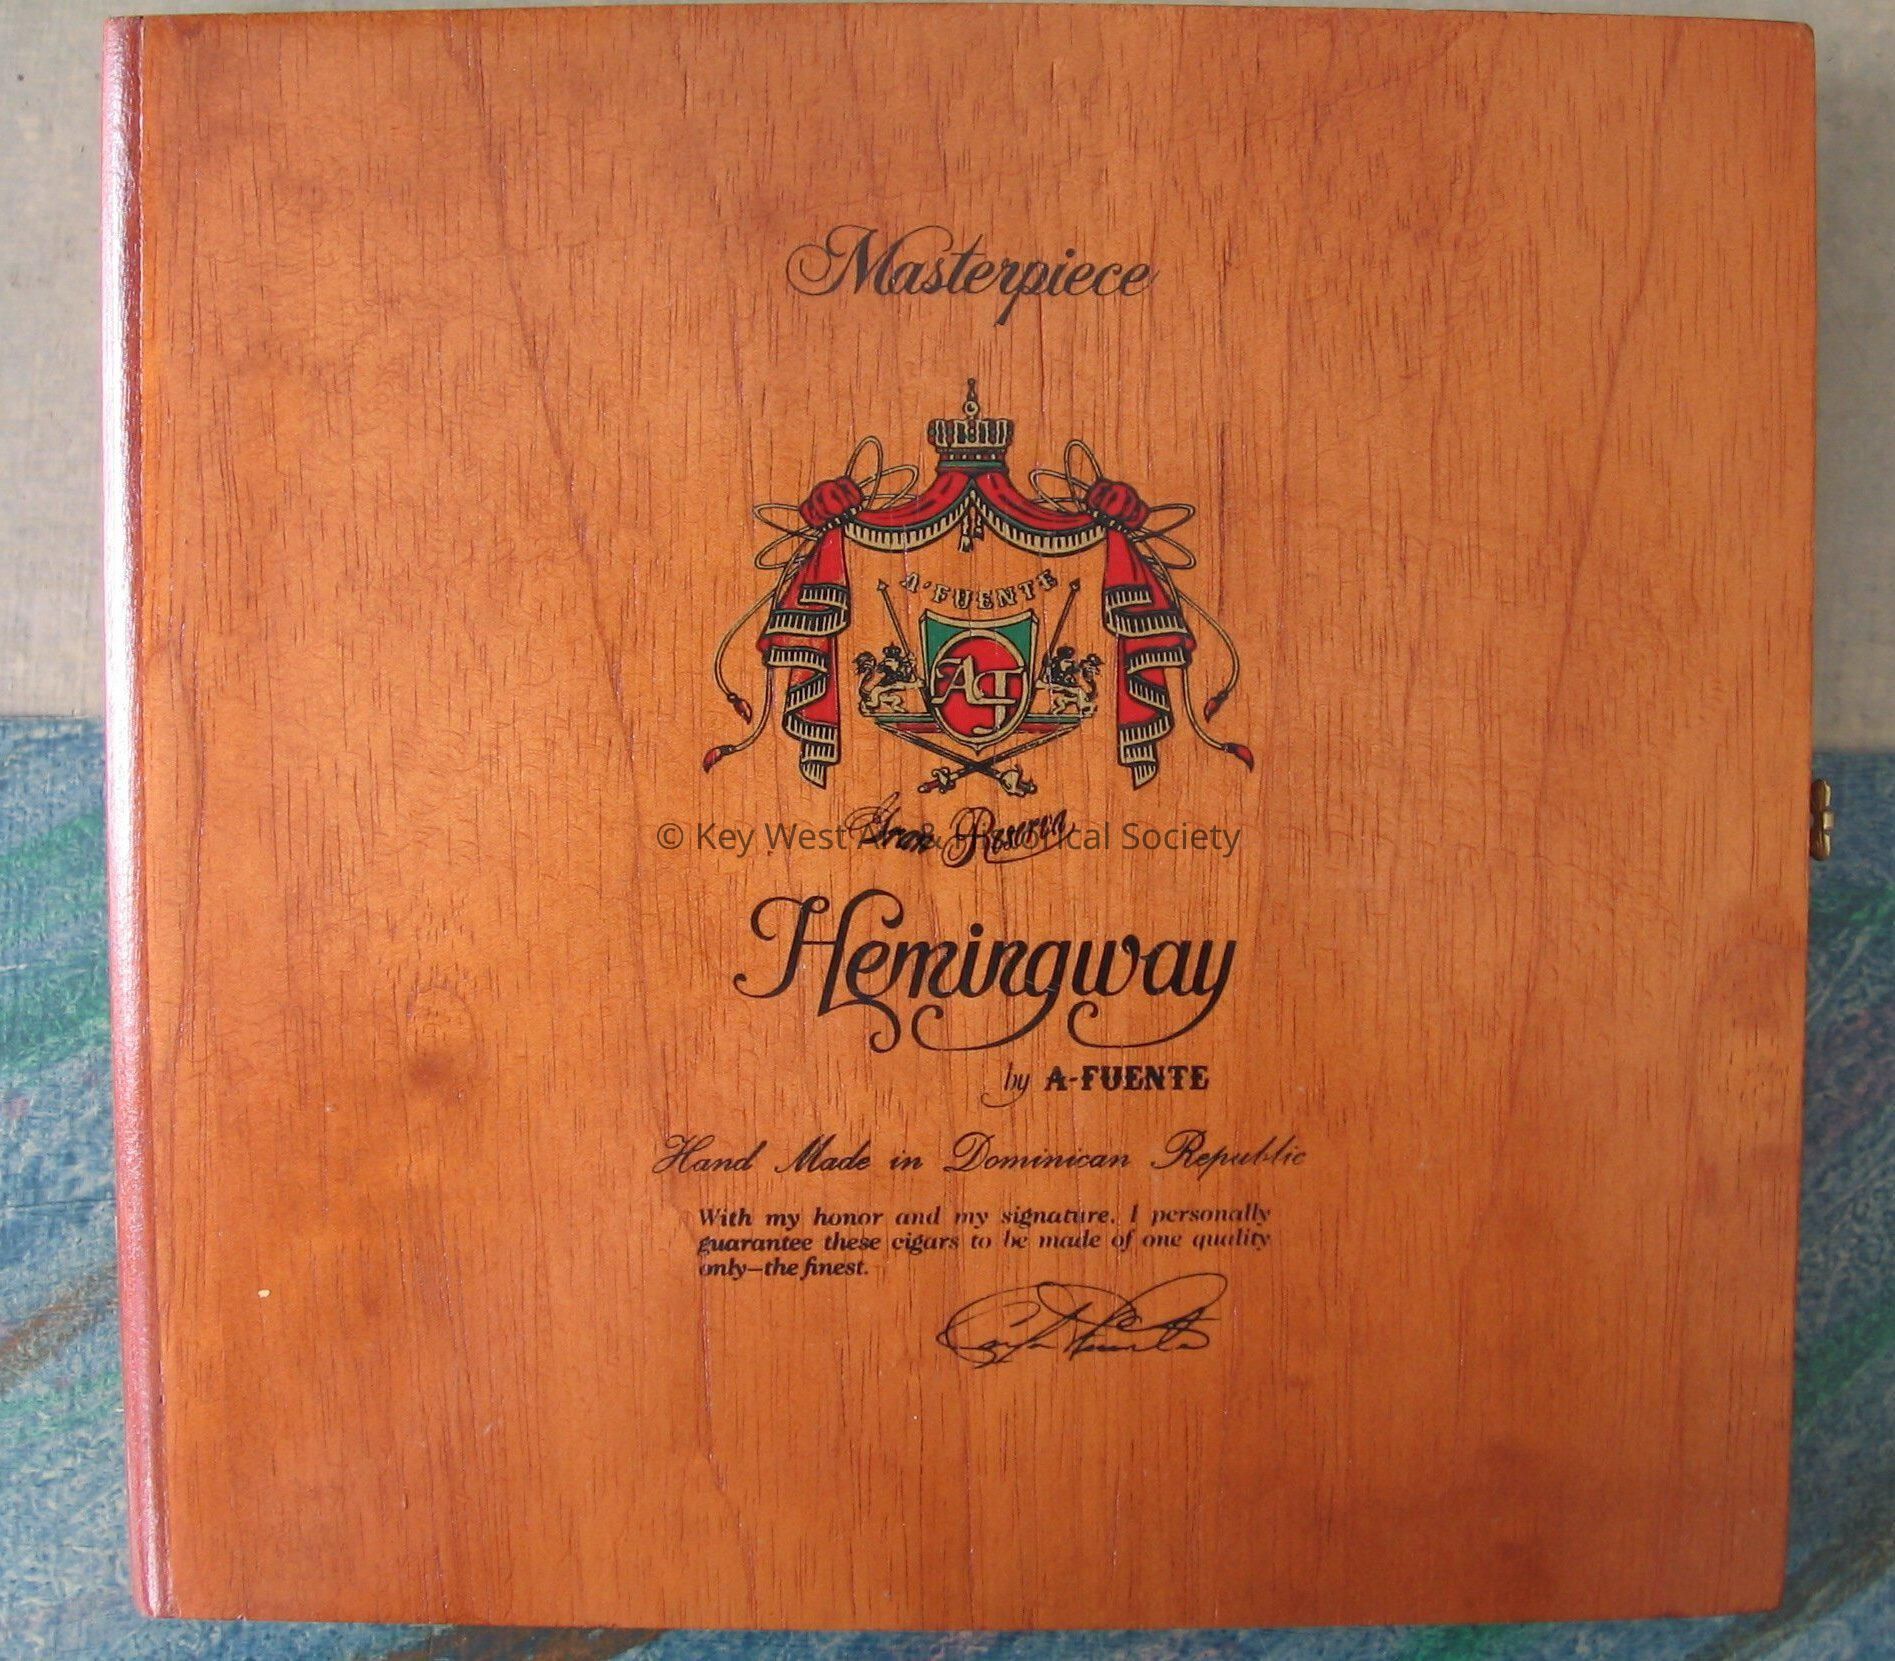 Masterpiece
A·FUENTE
AF
Gran Reserva
© Key West Art & Historical Society
Hemingway
by A-FUENTE
Hand Made in Dominican Republic
With my honor and my signature, I personally
guarantee these cigars to be made of one quality
only—the finest.